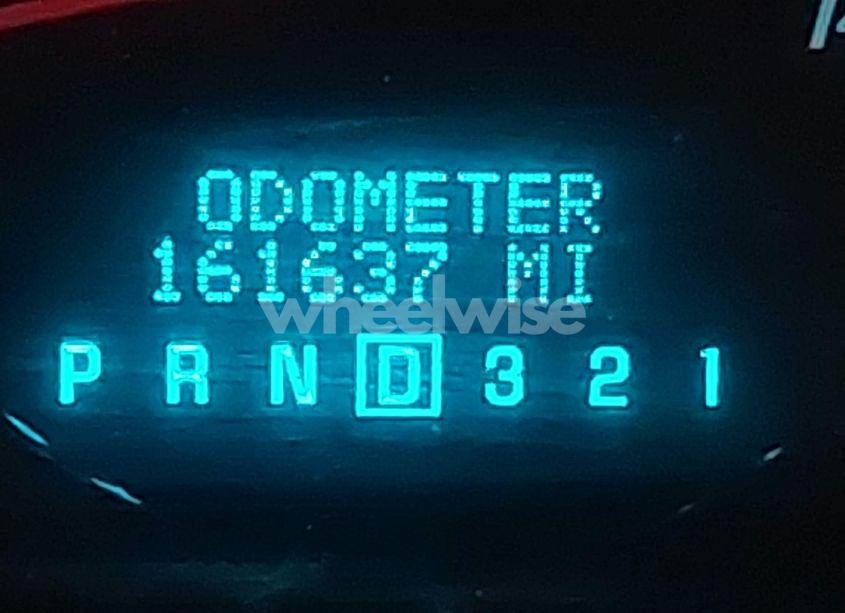 ODOMETER
161637 MI
wheelwise
P R N D 3 2 1